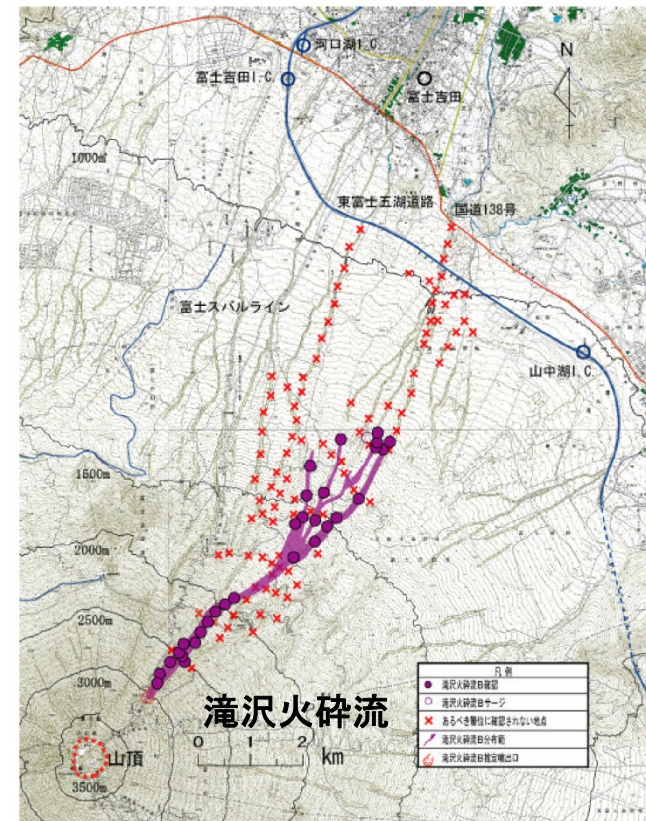 河口湖I.C.
富士吉田I.C.
富士吉田
N
1000m
東富士五湖道路
国道138号
富士スバルライン
山中湖I.C.
1500m
2000m
2500m
3000m
滝沢火砕流
山頂
0 1 2 km
3500m
凡例
滝沢火砕流B確認
滝沢火砕流Bサージ
あるべき層位に確認されない地点
滝沢火砕流B分布範
滝沢火砕流B推定噴出口